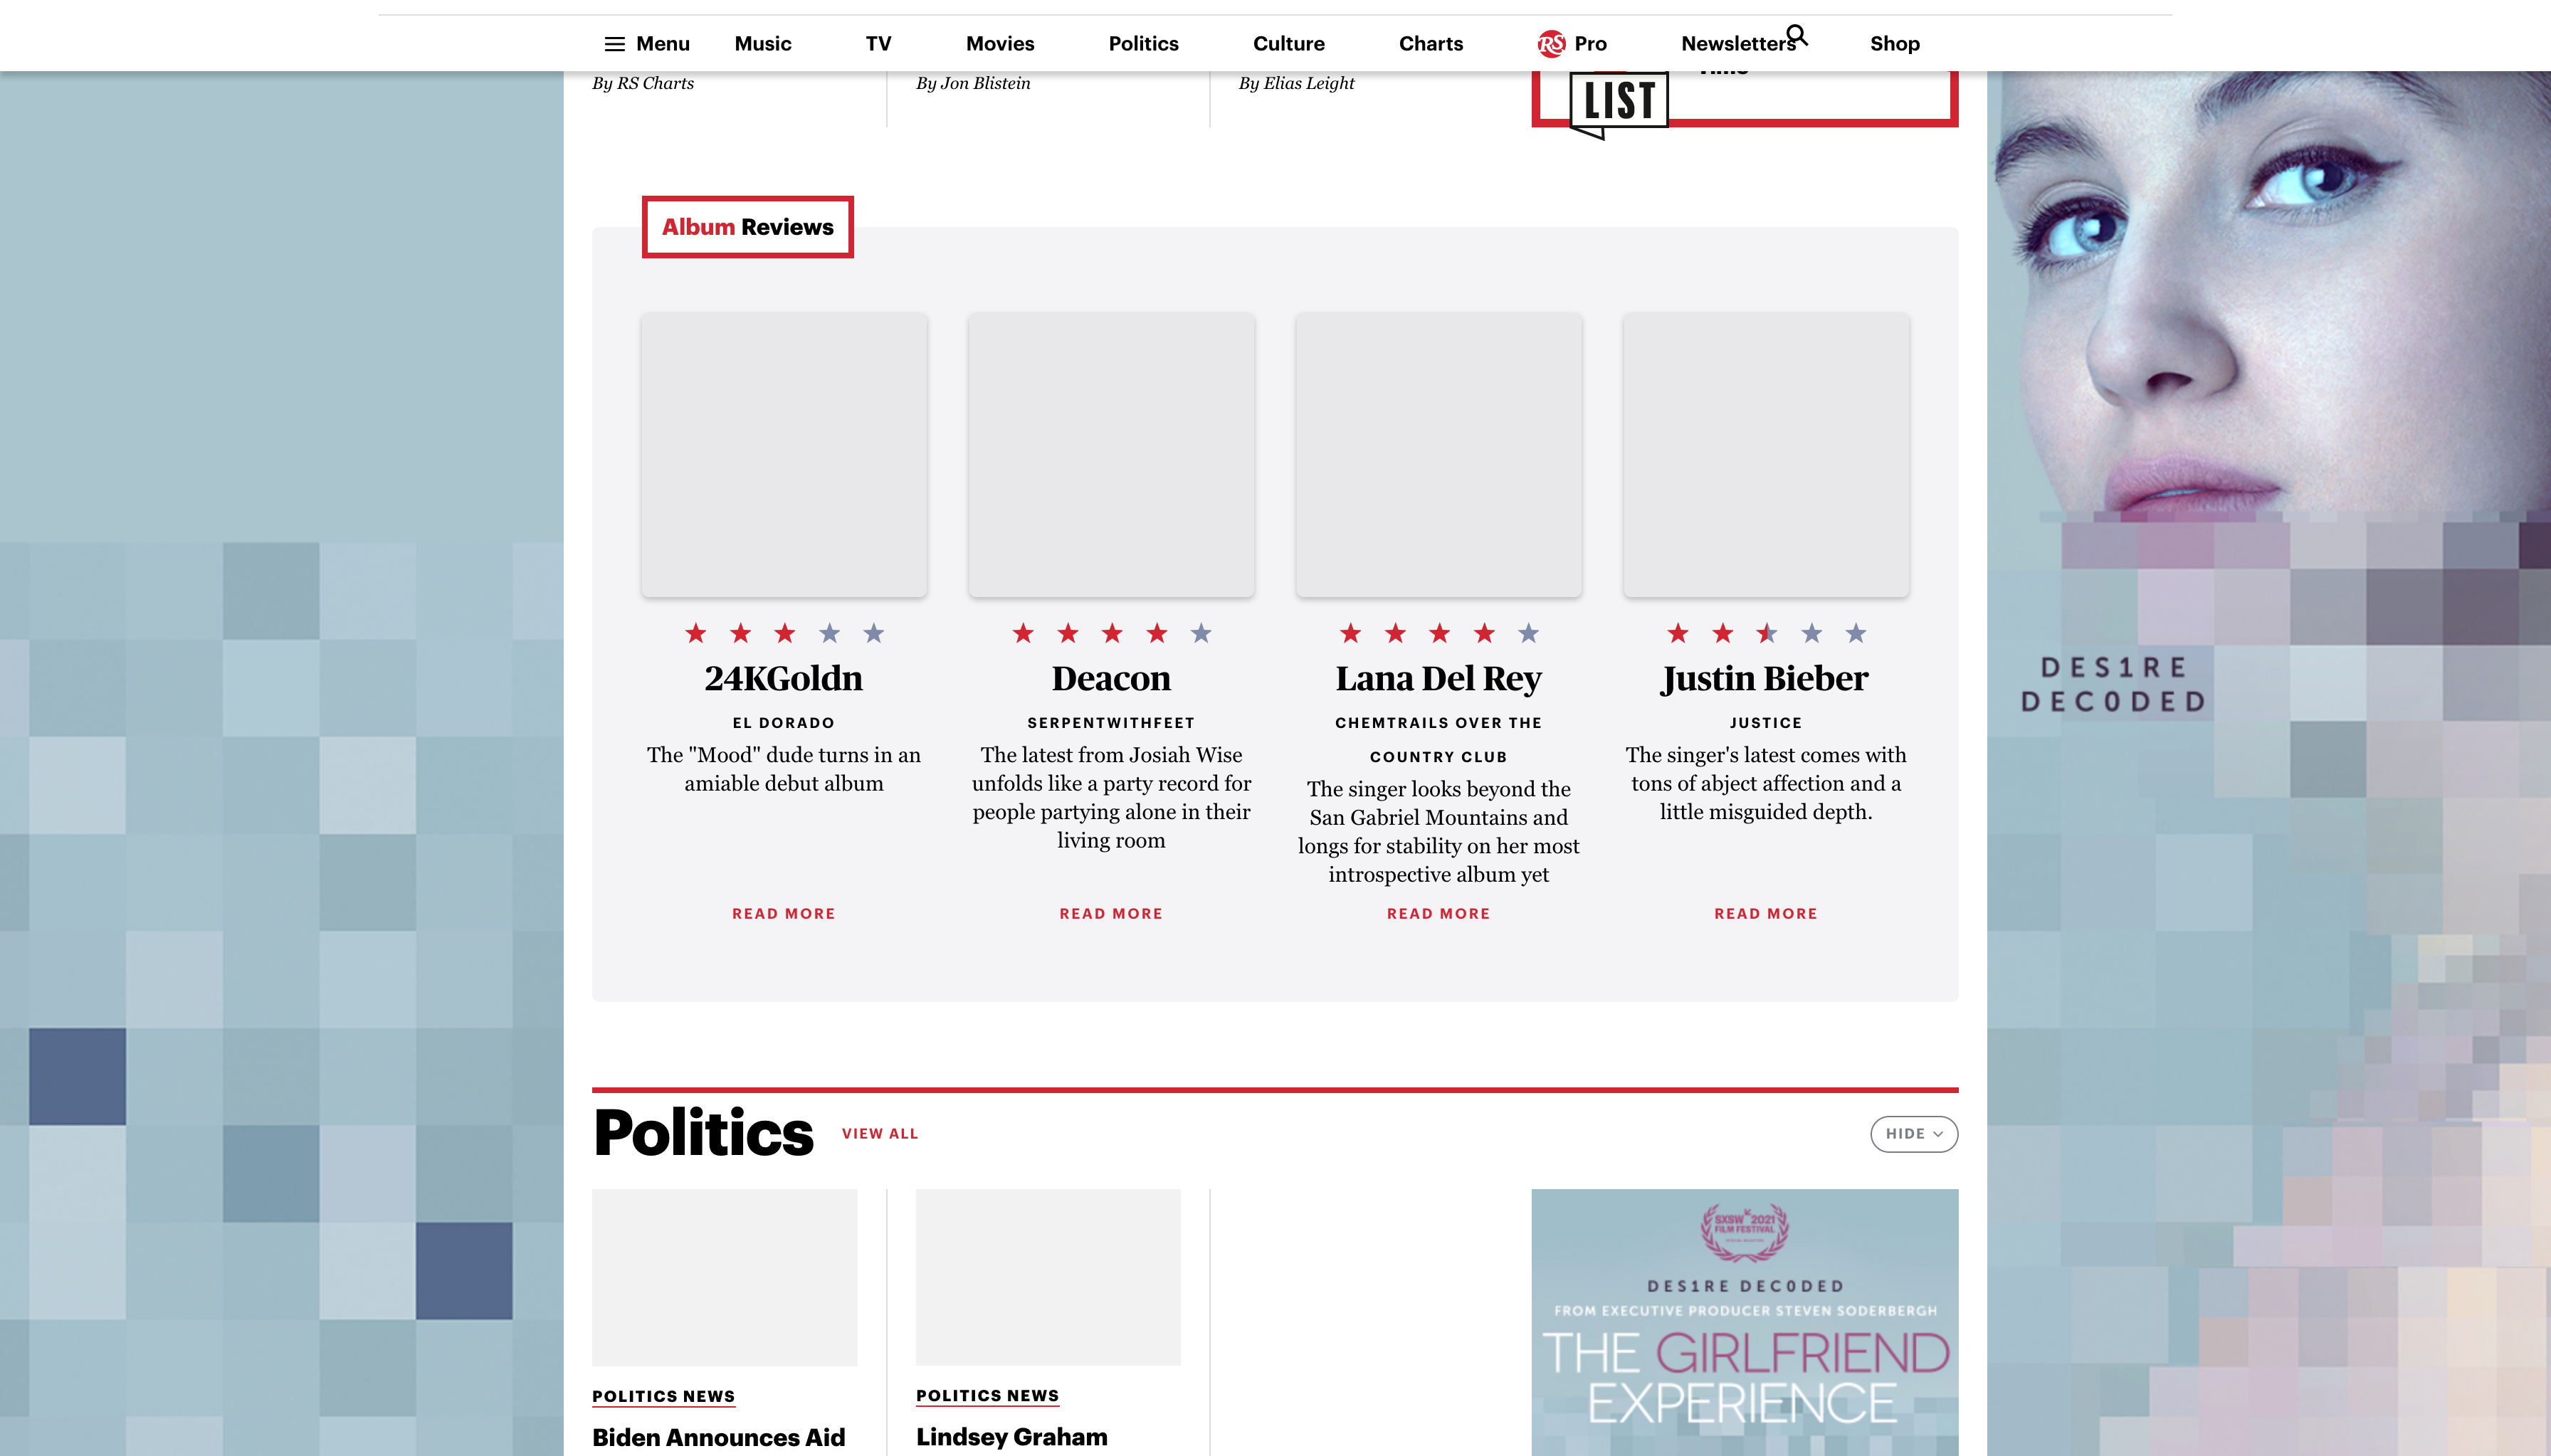 Menu Music TV Movies Politics Culture Charts RS Pro Newsletters Shop
By RS Charts
By Jon Blistein
By Elias Leight
LIST
Album Reviews
24KGoldn
EL DORADO
The "Mood" dude turns in an
amiable debut album
READ MORE
Deacon
SERPENTWITHFEET
The latest from Josiah Wise
unfolds like a party record for
people partying alone in their
living room
READ MORE
Lana Del Rey
CHEMTRAILS OVER THE
COUNTRY CLUB
The singer looks beyond the
San Gabriel Mountains and
longs for stability on her most
introspective album yet
READ MORE
Justin Bieber
JUSTICE
The singer's latest comes with
tons of abject affection and a
little misguided depth.
READ MORE
DES1RE
DEC0DED
Politics VIEW ALL HIDE
POLITICS NEWS
Biden Announces Aid
POLITICS NEWS
Lindsey Graham
SXSW 2021
FILM FESTIVAL
DES1RE DEC0DED
FROM EXECUTIVE PRODUCER STEVEN SODERBERGH
THE GIRLFRIEND
EXPERIENCE